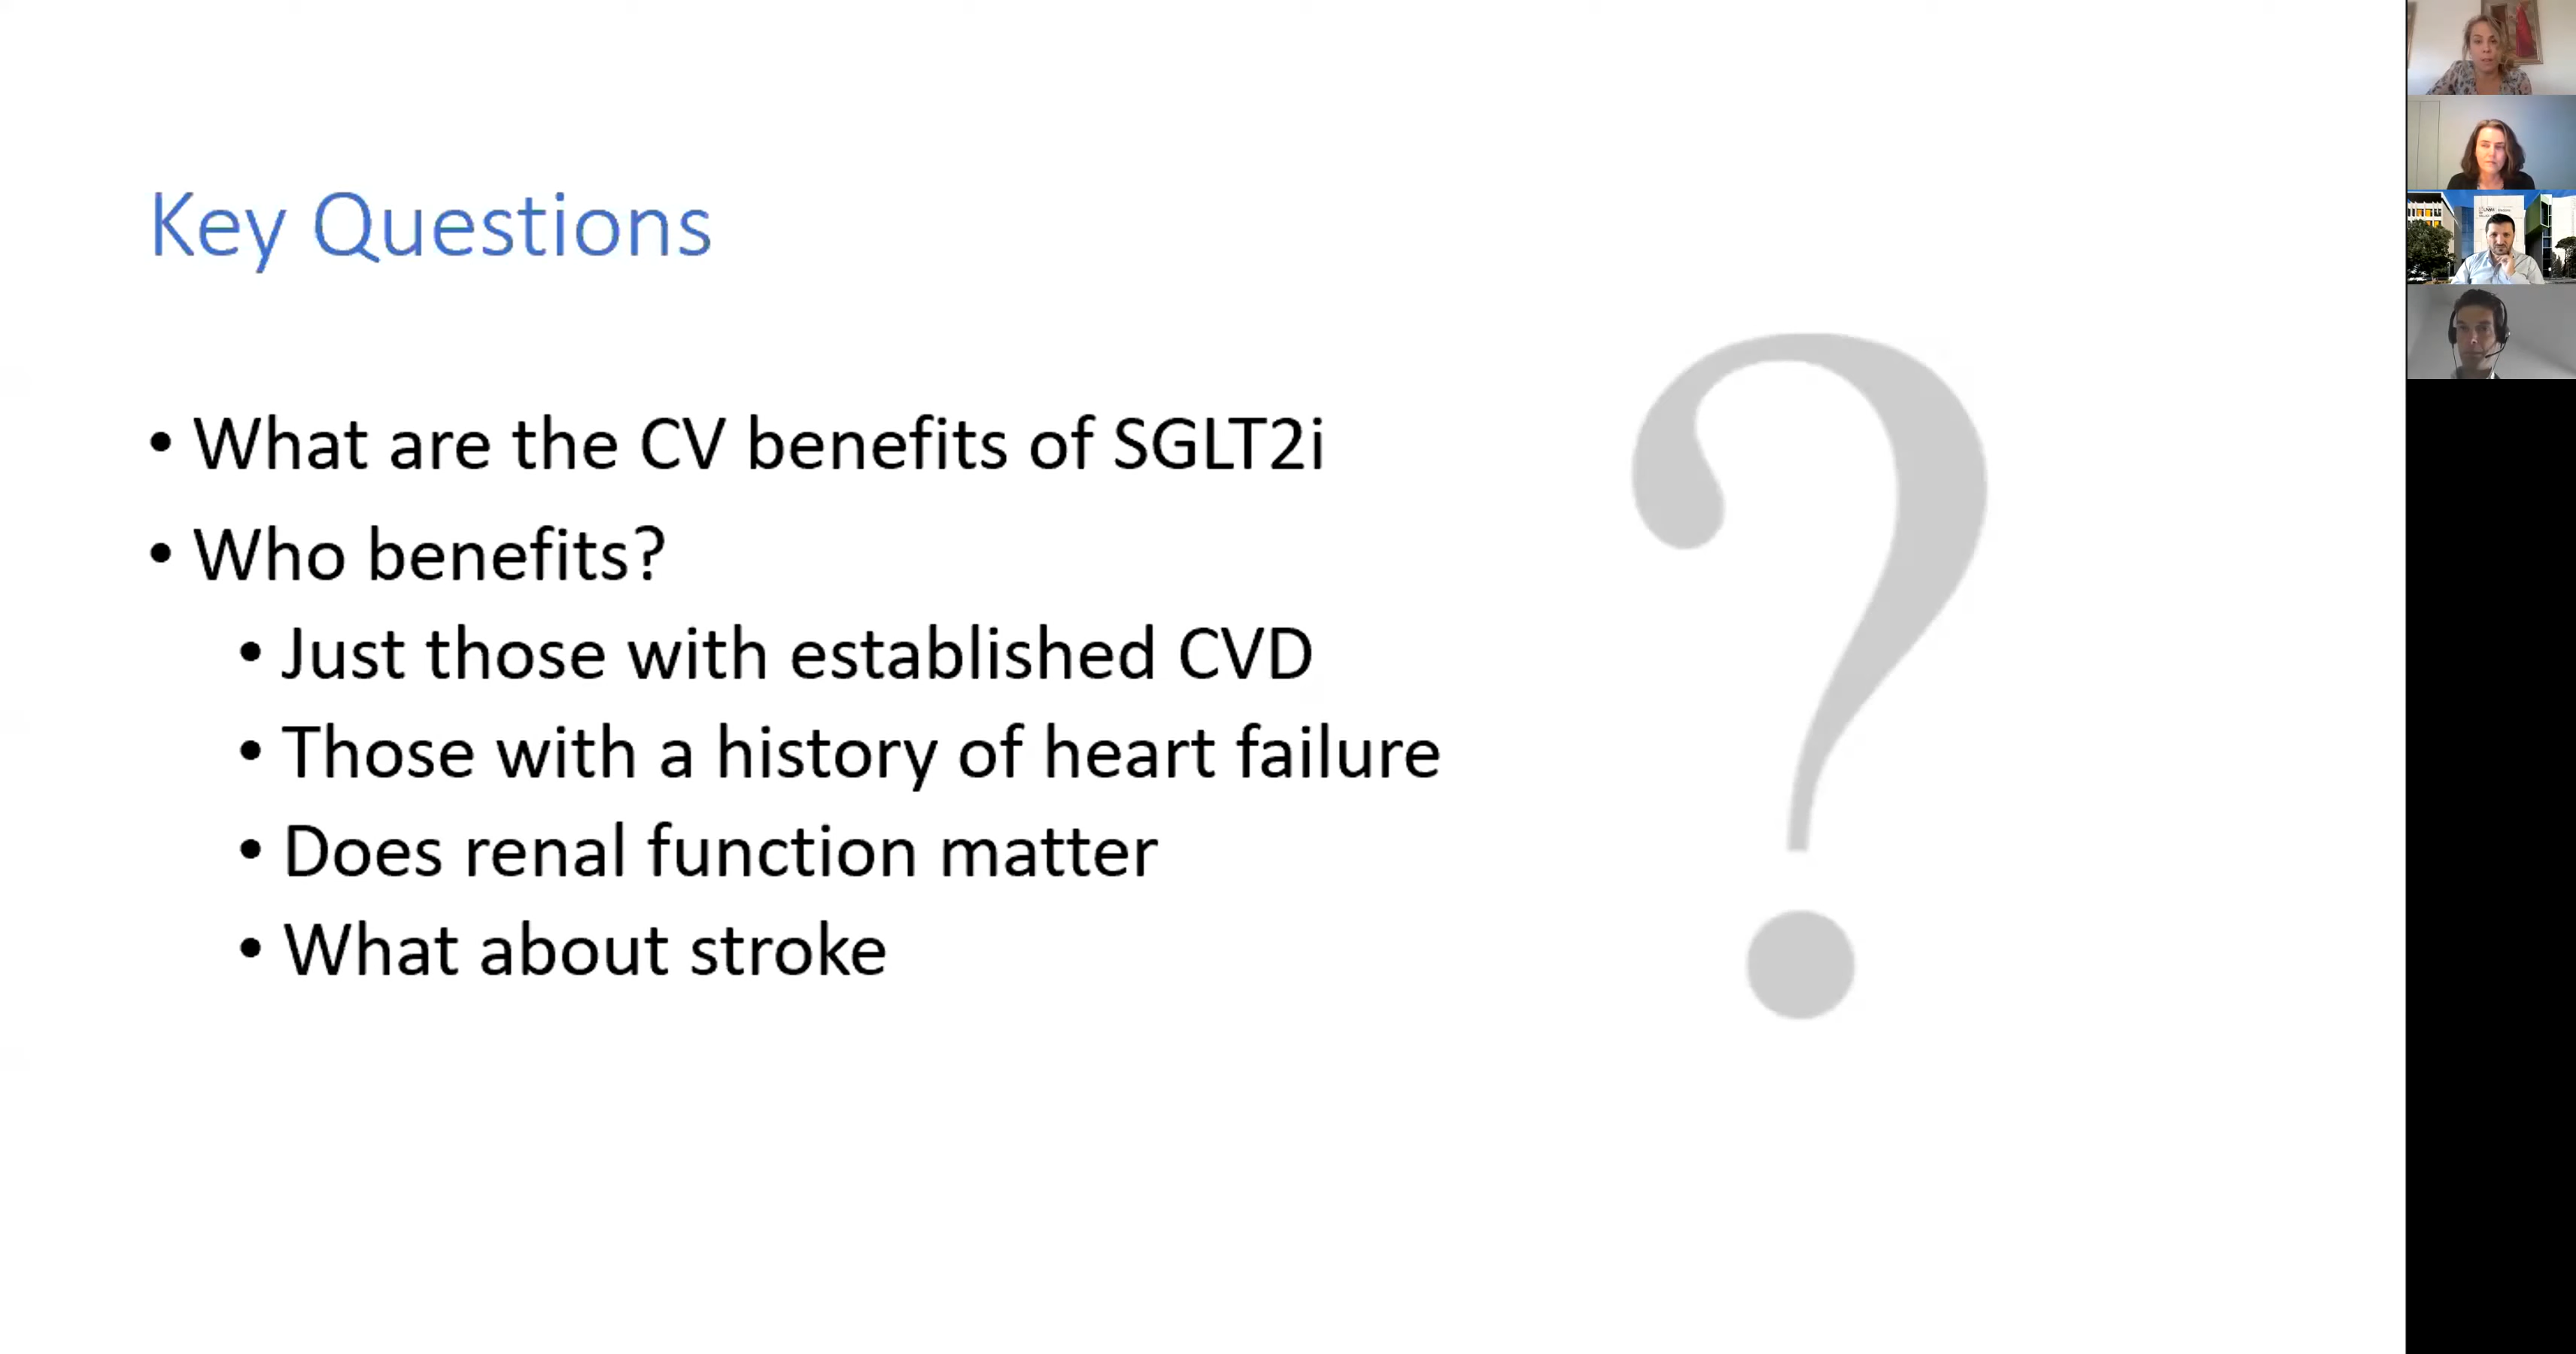 Key Questions
• What are the CV benefits of SGLT2i
• Who benefits?
• Just those with established CVD
• Those with a history of heart failure
• Does renal function matter
• What about stroke
?